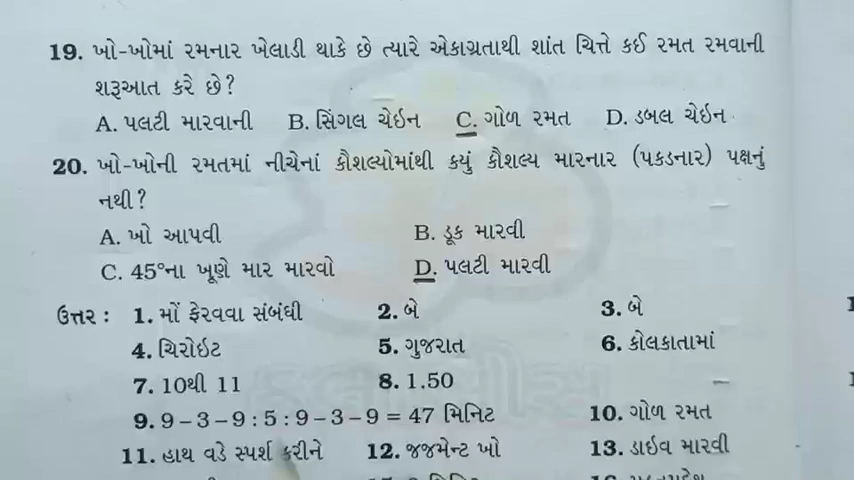 19. ખો-ખોમાં રમનાર ખેલાડી થાકે છે ત્યારે એકાગ્રતાથી શાંત ચિત્તે કઈ રમત રમવાની
શરૂઆત કરે છે?
A. પલટી મારવાની B. સિંગલ ચેઇન C. ગોળ રમત D. ડબલ ચેઇન
20. ખો-ખોની રમતમાં નીચેનાં કૌશલ્યોમાંથી કયું કૌશલ્ય મારનાર (પકડનાર) પક્ષનું
નથી?
A. ખો આપવી B. ડૂક મારવી
C. 45°ના ખૂણે માર મારવો D. પલટી મારવી
ઉત્તર : 1. મોં ફેરવવા સંબંધી 2. બે 3. બે
4. ચિરોઇટ 5. ગુજરાત 6. કોલકાતામાં
7. 10થી 11 8. 1.50
9. 9 – 3 – 9 : 5 : 9 – 3 – 9 = 47 મિનિટ 10. ગોળ રમત
11. હાથ વડે સ્પર્શ કરીને 12. જજમેન્ટ ખો 13. ડાઇવ મારવી